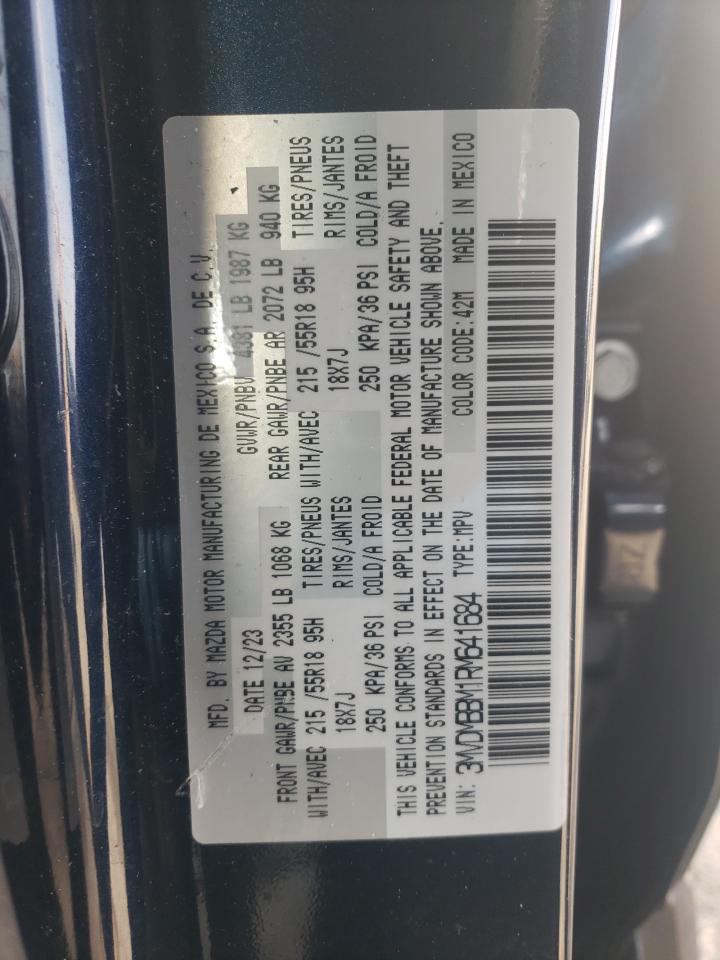 MFD. BY MAZDA MOTOR MANUFACTURING DE MEXICO S.A. DE C.V.
DATE 12/23 GVWR/PNBV 4381 LB 1987 KG
FRONT GAWR/PNBE AV 2355 LB 1068 KG REAR GAWR/PNBE AR 2072 LB 940 KG
WITH/AVEC 215 /55R18 95H TIRES/PNEUS WITH/AVEC 215 /55R18 95H TIRES/PNEUS
18X7J RIMS/JANTES 18X7J RIMS/JANTES
250 KPA/36 PSI COLD/A FROID 250 KPA/36 PSI COLD/A FROID
THIS VEHICLE CONFORMS TO ALL APPLICABLE FEDERAL MOTOR VEHICLE SAFETY AND THEFT
PREVENTION STANDARDS IN EFFECT ON THE DATE OF MANUFACTURE SHOWN ABOVE.
VIN: 3MVDMBBM1RM641684 TYPE:MPV COLOR CODE:42M MADE IN MEXICO